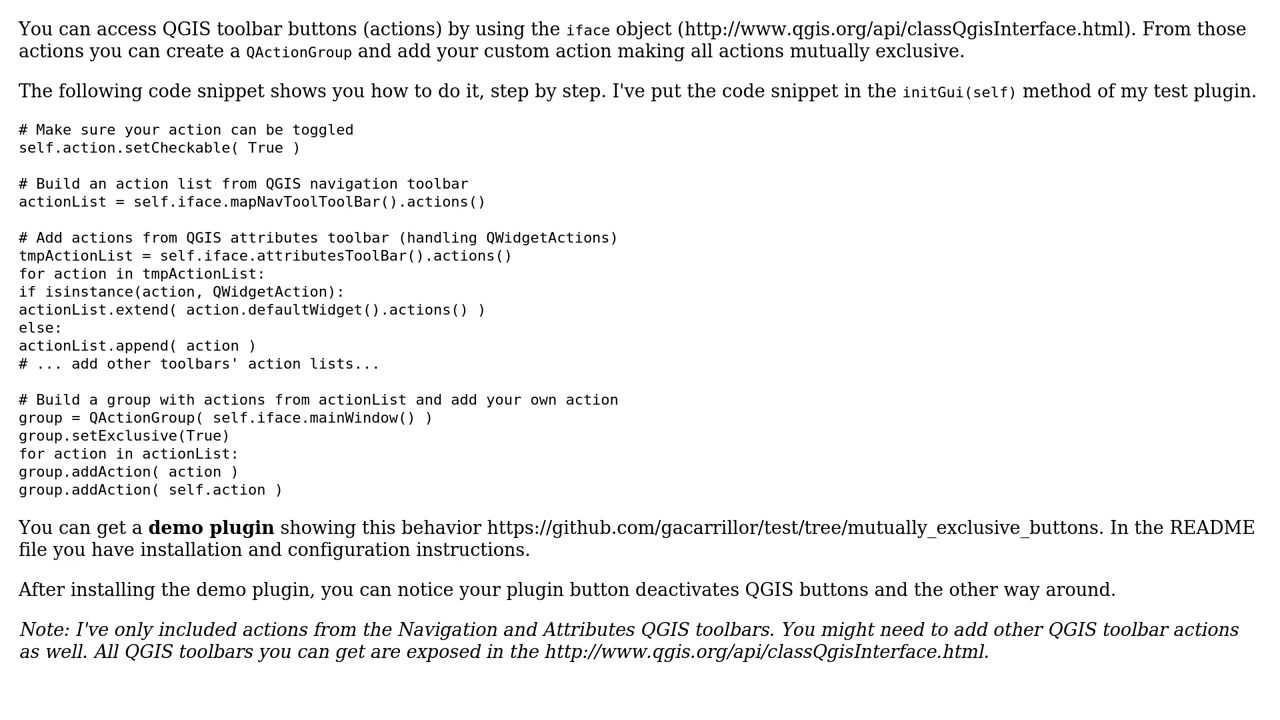 You can access QGIS toolbar buttons (actions) by using the iface object (http://www.qgis.org/api/classQgisInterface.html). From those
actions you can create a QActionGroup and add your custom action making all actions mutually exclusive.
The following code snippet shows you how to do it, step by step. I've put the code snippet in the initGui(self) method of my test plugin.
# Make sure your action can be toggled
self.action.setCheckable( True )
# Build an action list from QGIS navigation toolbar
actionList = self.iface.mapNavToolToolBar().actions()
# Add actions from QGIS attributes toolbar (handling QWidgetActions)
tmpActionList = self.iface.attributesToolBar().actions()
for action in tmpActionList:
if isinstance(action, QWidgetAction):
actionList.extend( action.defaultWidget().actions() )
else:
actionList.append( action )
# ... add other toolbars' action lists...
# Build a group with actions from actionList and add your own action
group = QActionGroup( self.iface.mainWindow() )
group.setExclusive(True)
for action in actionList:
group.addAction( action )
group.addAction( self.action )
You can get a demo plugin showing this behavior https://github.com/gacarrillor/test/tree/mutually_exclusive_buttons. In the README
file you have installation and configuration instructions.
After installing the demo plugin, you can notice your plugin button deactivates QGIS buttons and the other way around.
Note: I've only included actions from the Navigation and Attributes QGIS toolbars. You might need to add other QGIS toolbar actions
as well. All QGIS toolbars you can get are exposed in the http://www.qgis.org/api/classQgisInterface.html.